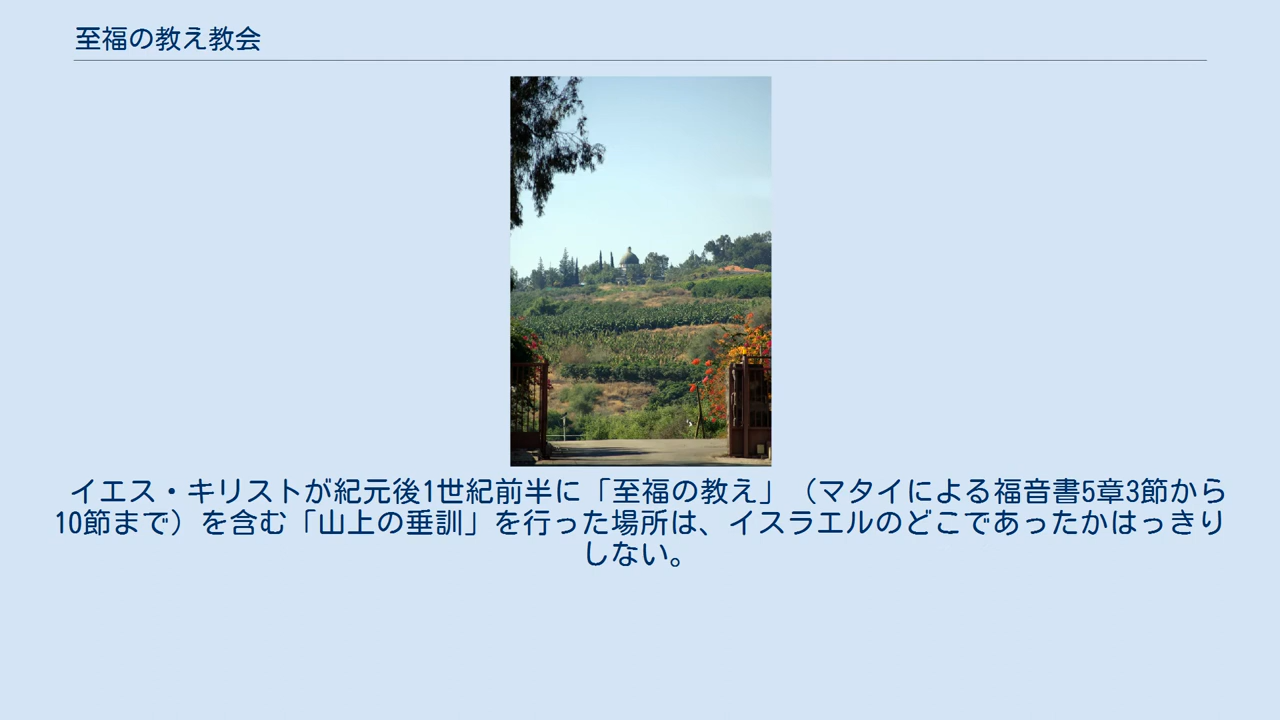 至福の教え教会
イエス・キリストが紀元後1世紀前半に「至福の教え」（マタイによる福音書5章3節から
10節まで）を含む「山上の垂訓」を行った場所は、イスラエルのどこであったかはっきり
しない。